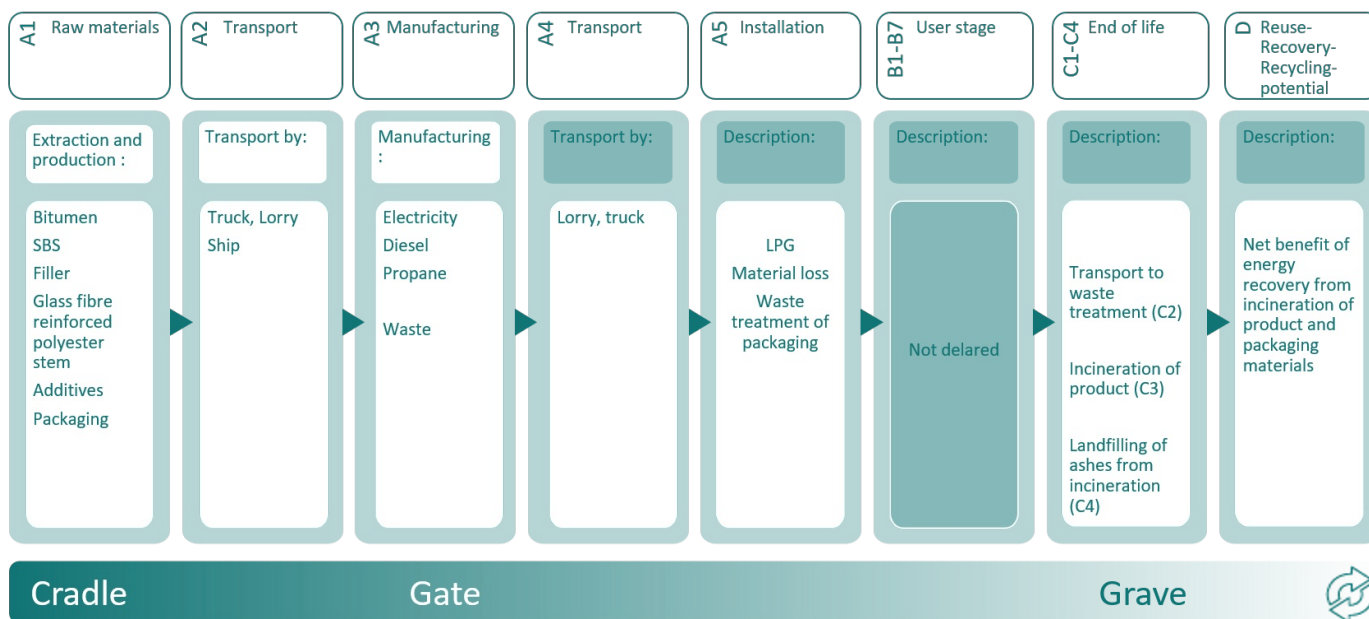 A1 Raw materials
A2 Transport
A3 Manufacturing
A4 Transport
A5 Installation
B1-B7 User stage
C1-C4 End of life
D Reuse-
Recovery-
Recycling-
potential
Extraction and
production :
Bitumen
SBS
Filler
Glass fibre
reinforced
polyester
stem
Additives
Packaging
Transport by:
Truck, Lorry
Ship
Manufacturing
:
Electricity
Diesel
Propane
Waste
Transport by:
Lorry, truck
Description:
LPG
Material loss
Waste
treatment of
packaging
Description:
Not delared
Description:
Transport to
waste
treatment (C2)
Incineration of
product (C3)
Landfilling of
ashes from
incineration
(C4)
Description:
Net benefit of
energy
recovery from
incineration of
product and
packaging
materials
Cradle
Gate
Grave